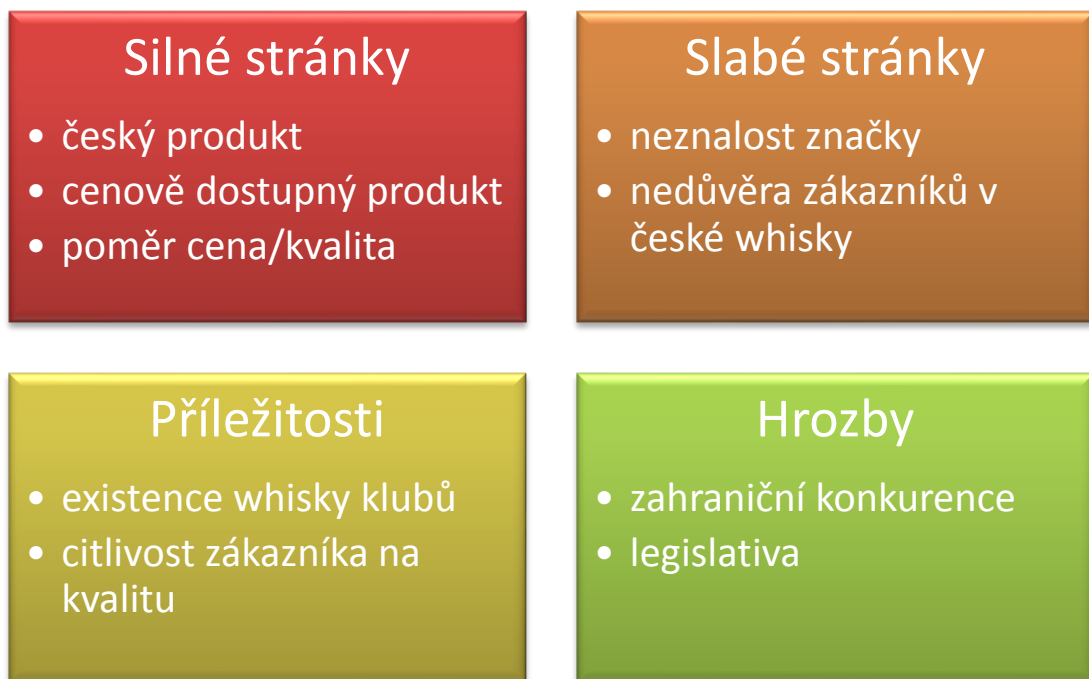 Silné stránky
• český produkt
• cenově dostupný produkt
• poměr cena/kvalita
Slabé stránky
• neznalost značky
• nedůvěra zákazníků v
české whisky
Příležitosti
• existence whisky klubů
• citlivost zákazníka na
kvalitu
Hrozby
• zahraniční konkurence
• legislativa